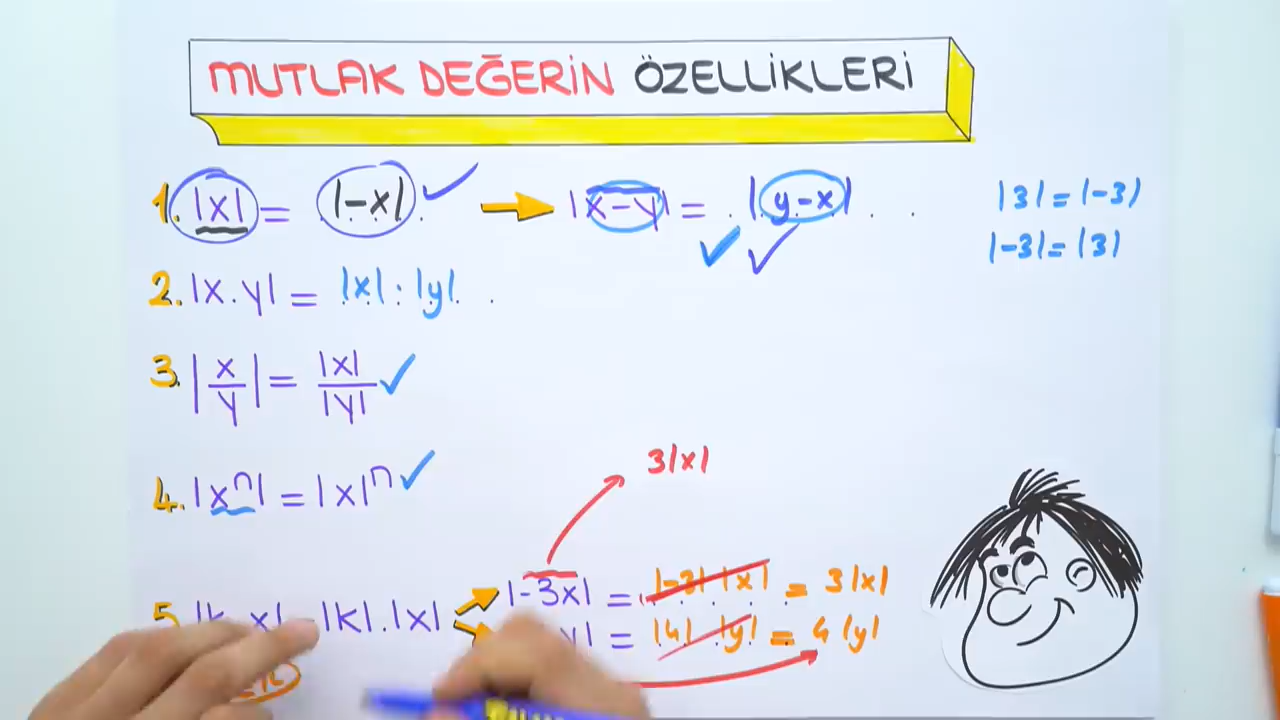 MUTLAK DEĞERİN ÖZELLİKLERİ
1. |x| = |-x| |x-y| = |y-x| |3| = |-3|
|-3| = |3|
2. |x.y| = |x|.|y|
3. |x/y| = |x|/|y|
4. |xⁿ| = |x|ⁿ
3|x|
5. |k.x| = |k|.|x| |-3x| = |-3|.|x| = 3|x|
y| = |4|.|y| = 4|y|